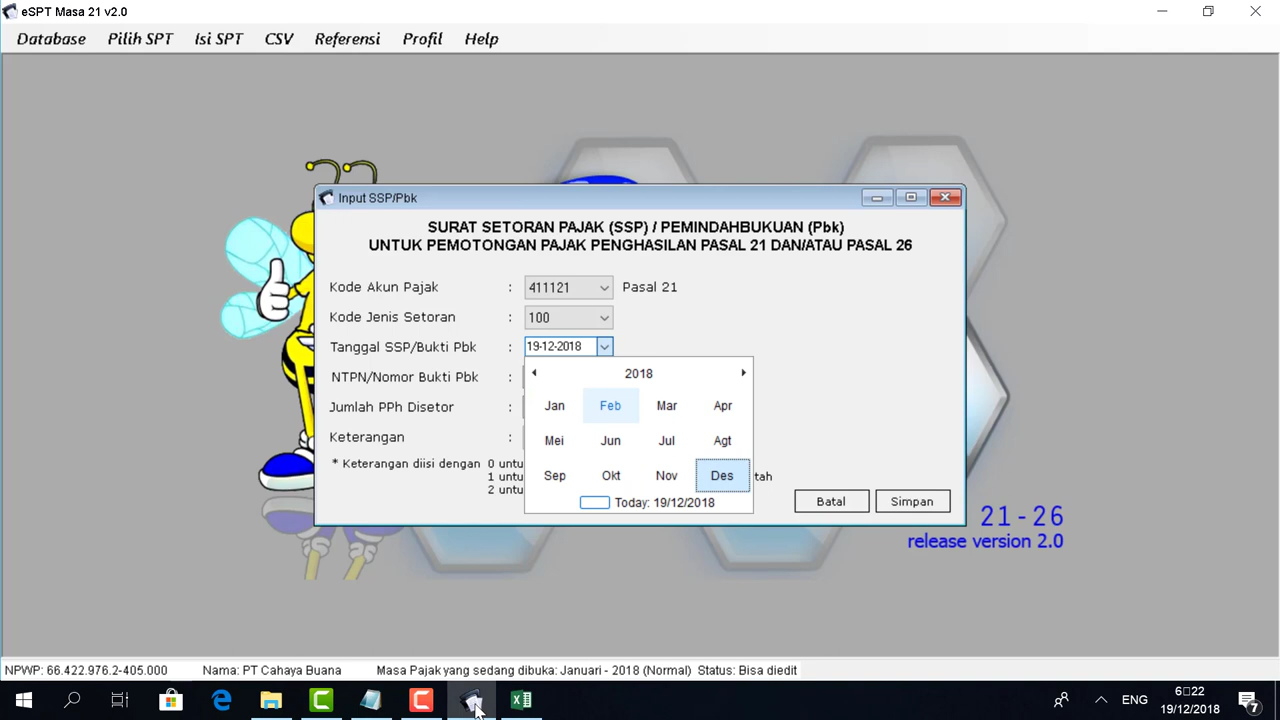 eSPT Masa 21 v2.0
Database Pilih SPT Isi SPT CSV Referensi Profil Help
Input SSP/Pbk
SURAT SETORAN PAJAK (SSP) / PEMINDAHBUKUAN (Pbk)
UNTUK PEMOTONGAN PAJAK PENGHASILAN PASAL 21 DAN/ATAU PASAL 26
Kode Akun Pajak : 411121 Pasal 21
Kode Jenis Setoran : 100
Tanggal SSP/Bukti Pbk : 19-12-2018
NTPN/Nomor Bukti Pbk :
Jumlah PPh Disetor :
Keterangan :
2018
Jan Feb Mar Apr
Mei Jun Jul Agt
Sep Okt Nov Des
Today: 19/12/2018
* Keterangan diisi dengan 0 untu
1 untu tah
2 untu
Batal Simpan
21-26
release version 2.0
NPWP: 66.422.976.2-405.000 Nama: PT Cahaya Buana Masa Pajak yang sedang dibuka: Januari - 2018 (Normal) Status: Bisa diedit
ENG
6□22
19/12/2018
7